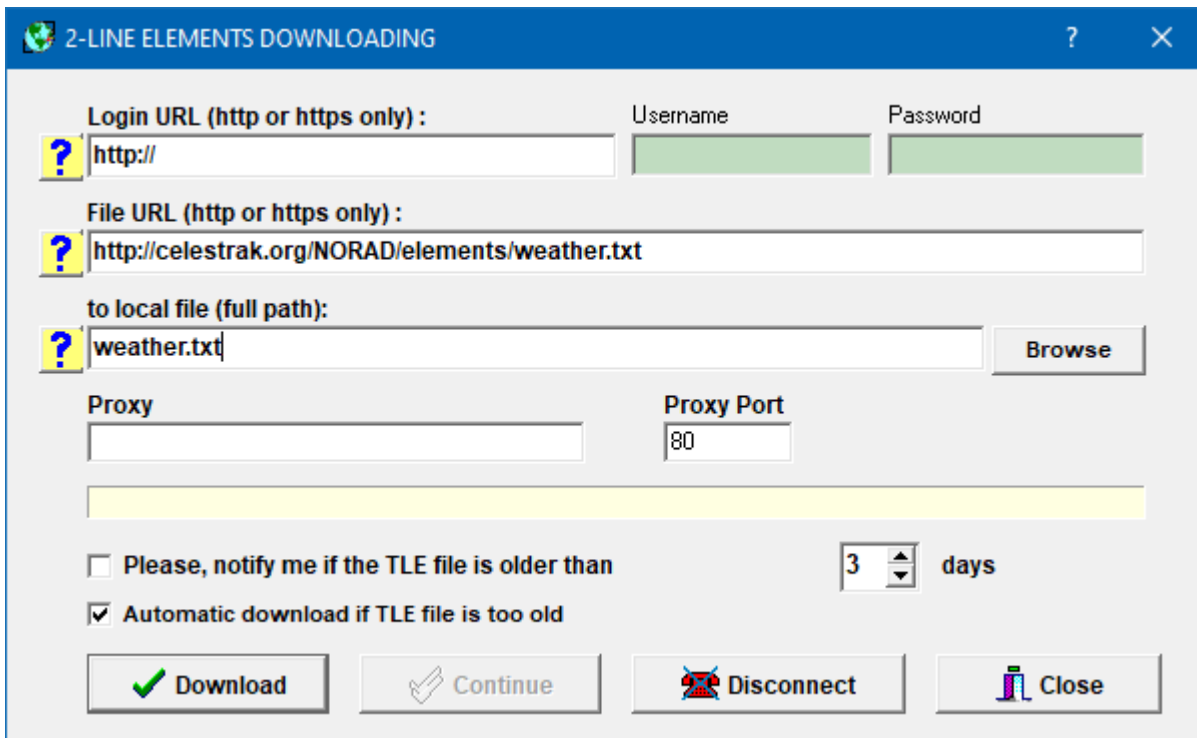 2-LINE ELEMENTS DOWNLOADING
Login URL (http or https only) :
Username
Password
http://
File URL (http or https only) :
http://celestrak.org/NORAD/elements/weather.txt
to local file (full path):
weather.txt
Browse
Proxy
Proxy Port
80
Please, notify me if the TLE file is older than 3 days
Automatic download if TLE file is too old
Download Continue Disconnect Close